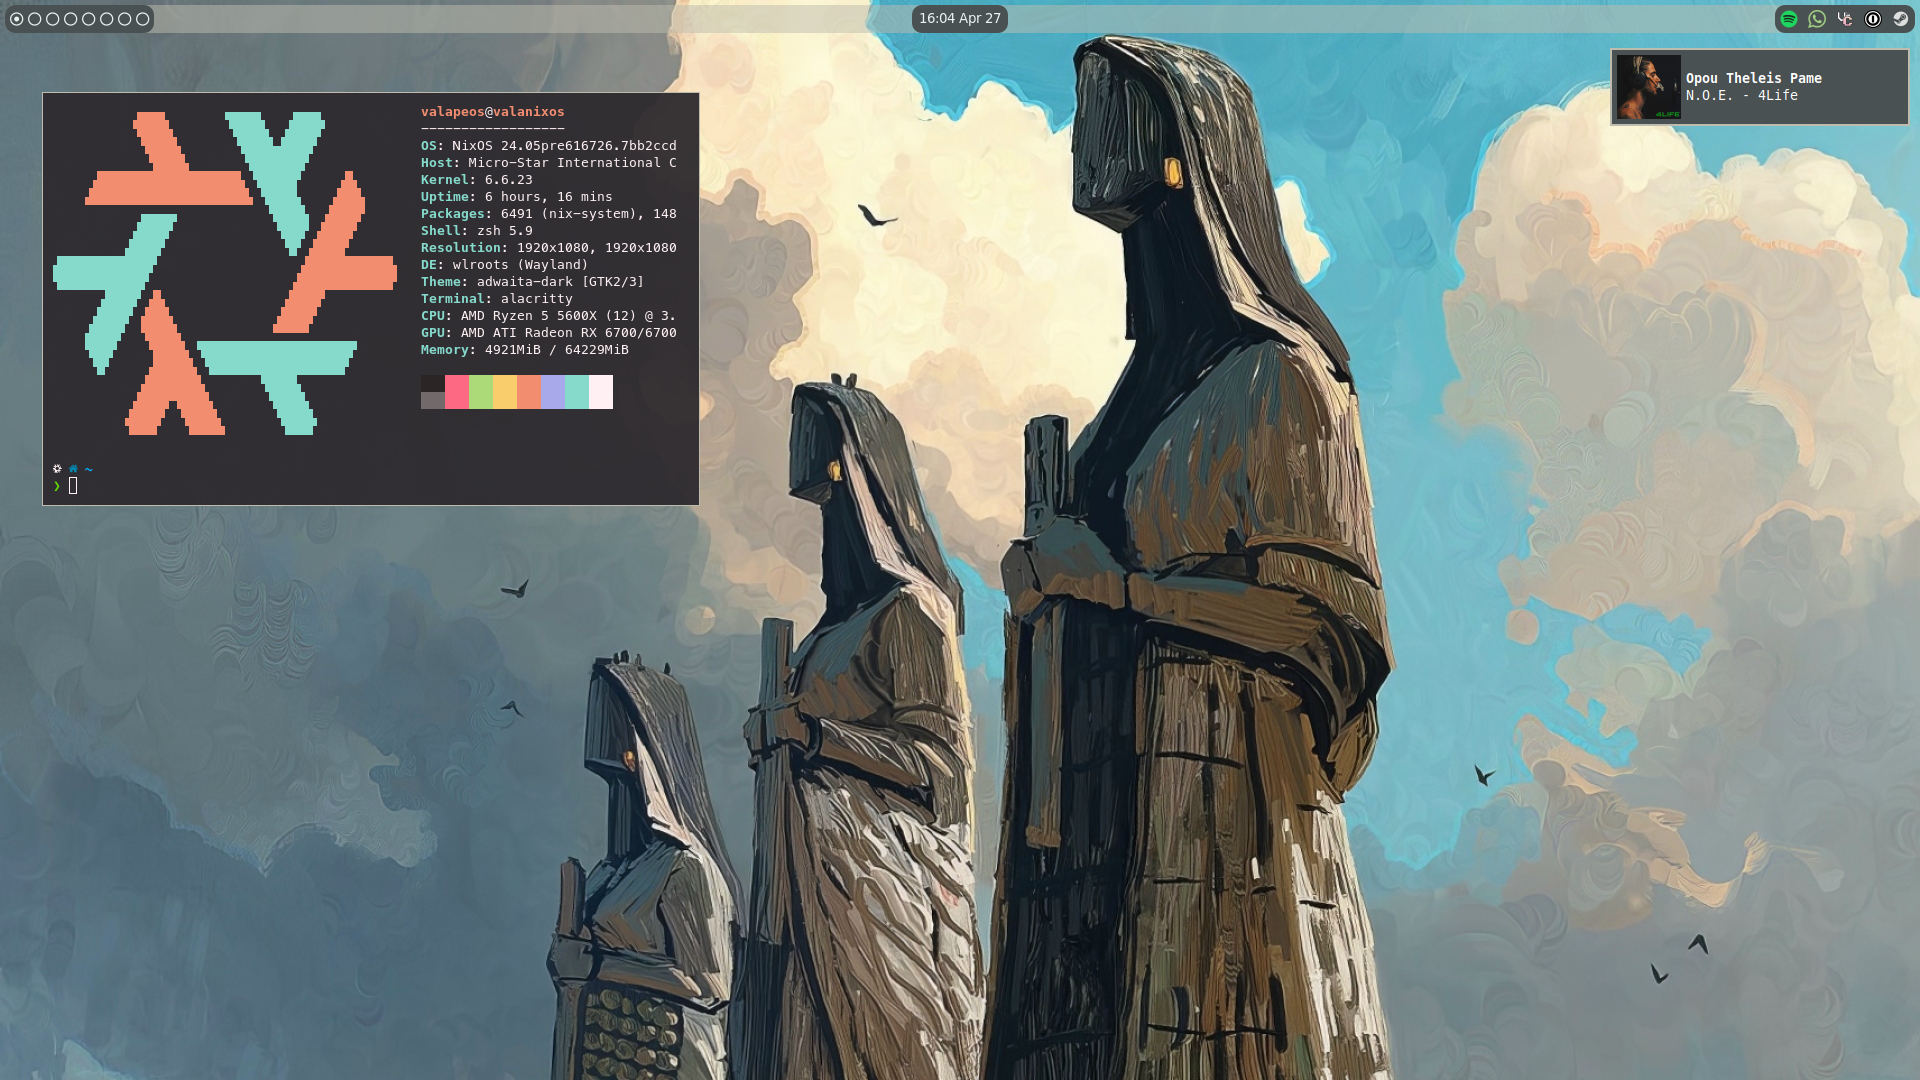 16:04 Apr 27
Opou Theleis Pame
N.O.E. - 4Life
4LIFE
valapeos@valanixos
------------------
OS: NixOS 24.05pre616726.7bb2ccd
Host: Micro-Star International C
Kernel: 6.6.23
Uptime: 6 hours, 16 mins
Packages: 6491 (nix-system), 148
Shell: zsh 5.9
Resolution: 1920x1080, 1920x1080
DE: wlroots (Wayland)
Theme: adwaita-dark [GTK2/3]
Terminal: alacritty
CPU: AMD Ryzen 5 5600X (12) @ 3.
GPU: AMD ATI Radeon RX 6700/6700
Memory: 4921MiB / 64229MiB
~
❯